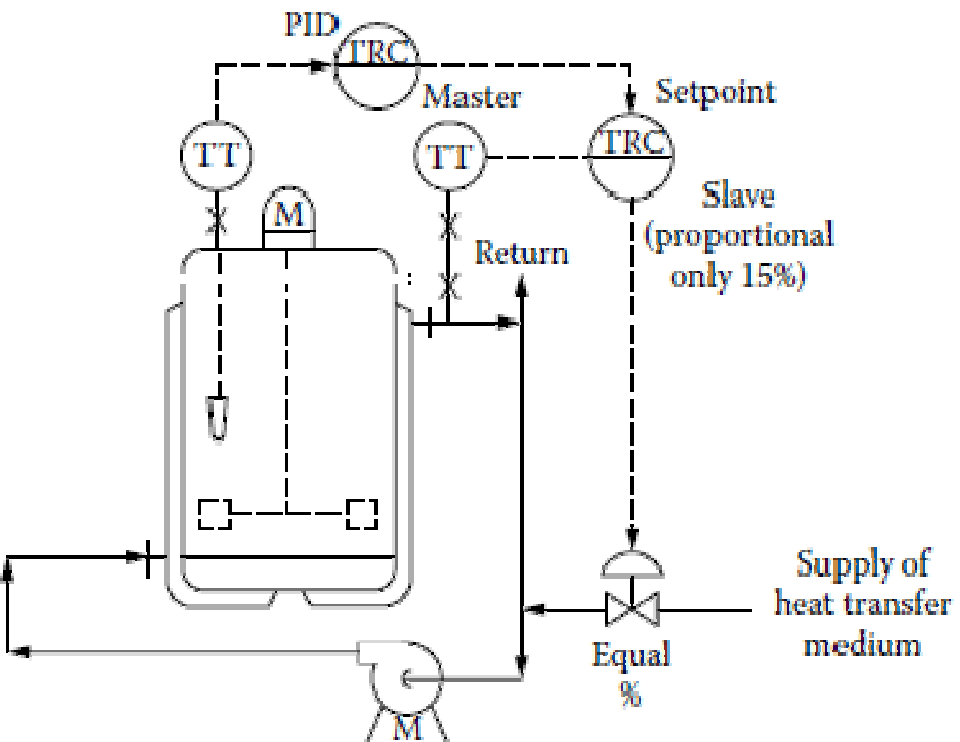 PID
TRC
Master
Setpoint
TT
TT
TRC
Slave
(proportional
only 15%)
M
Return
Supply of
heat transfer
medium
Equal
%
M